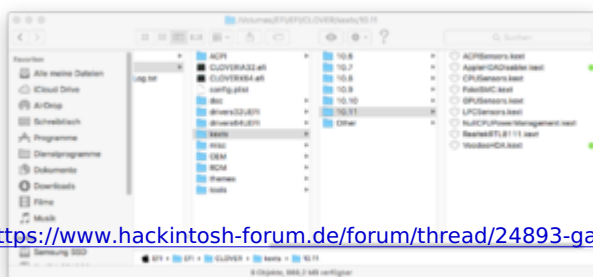 /Volumes/EFI/EFI/CLOVER/kexts/10.11
Suchen
Favoriten
Alle meine Dateien
iCloud Drive
AirDrop
Schreibtisch
Programme
Dienstprogramme
Dokumente
Downloads
Filme
Musik
Samsung SSD
Log.txt
ACPI
CLOVERIA32.efi
CLOVERX64.efi
config.plist
doc
drivers32UEFI
drivers64UEFI
kexts
misc
OEM
ROM
themes
tools
10.6
10.7
10.8
10.9
10.10
10.11
Other
ACPISensors.kext
AppleHDADisabler.kext
CPUSensors.kext
FakeSMC.kext
GPUSensors.kext
LPCSensors.kext
NullCPUPowerManagement.kext
RealtekRTL8111.kext
VoodooHDA.kext
ttps://www.hackintosh-forum.de/forum/thread/24893-ga
EFI › EFI › CLOVER › kexts › 10.11